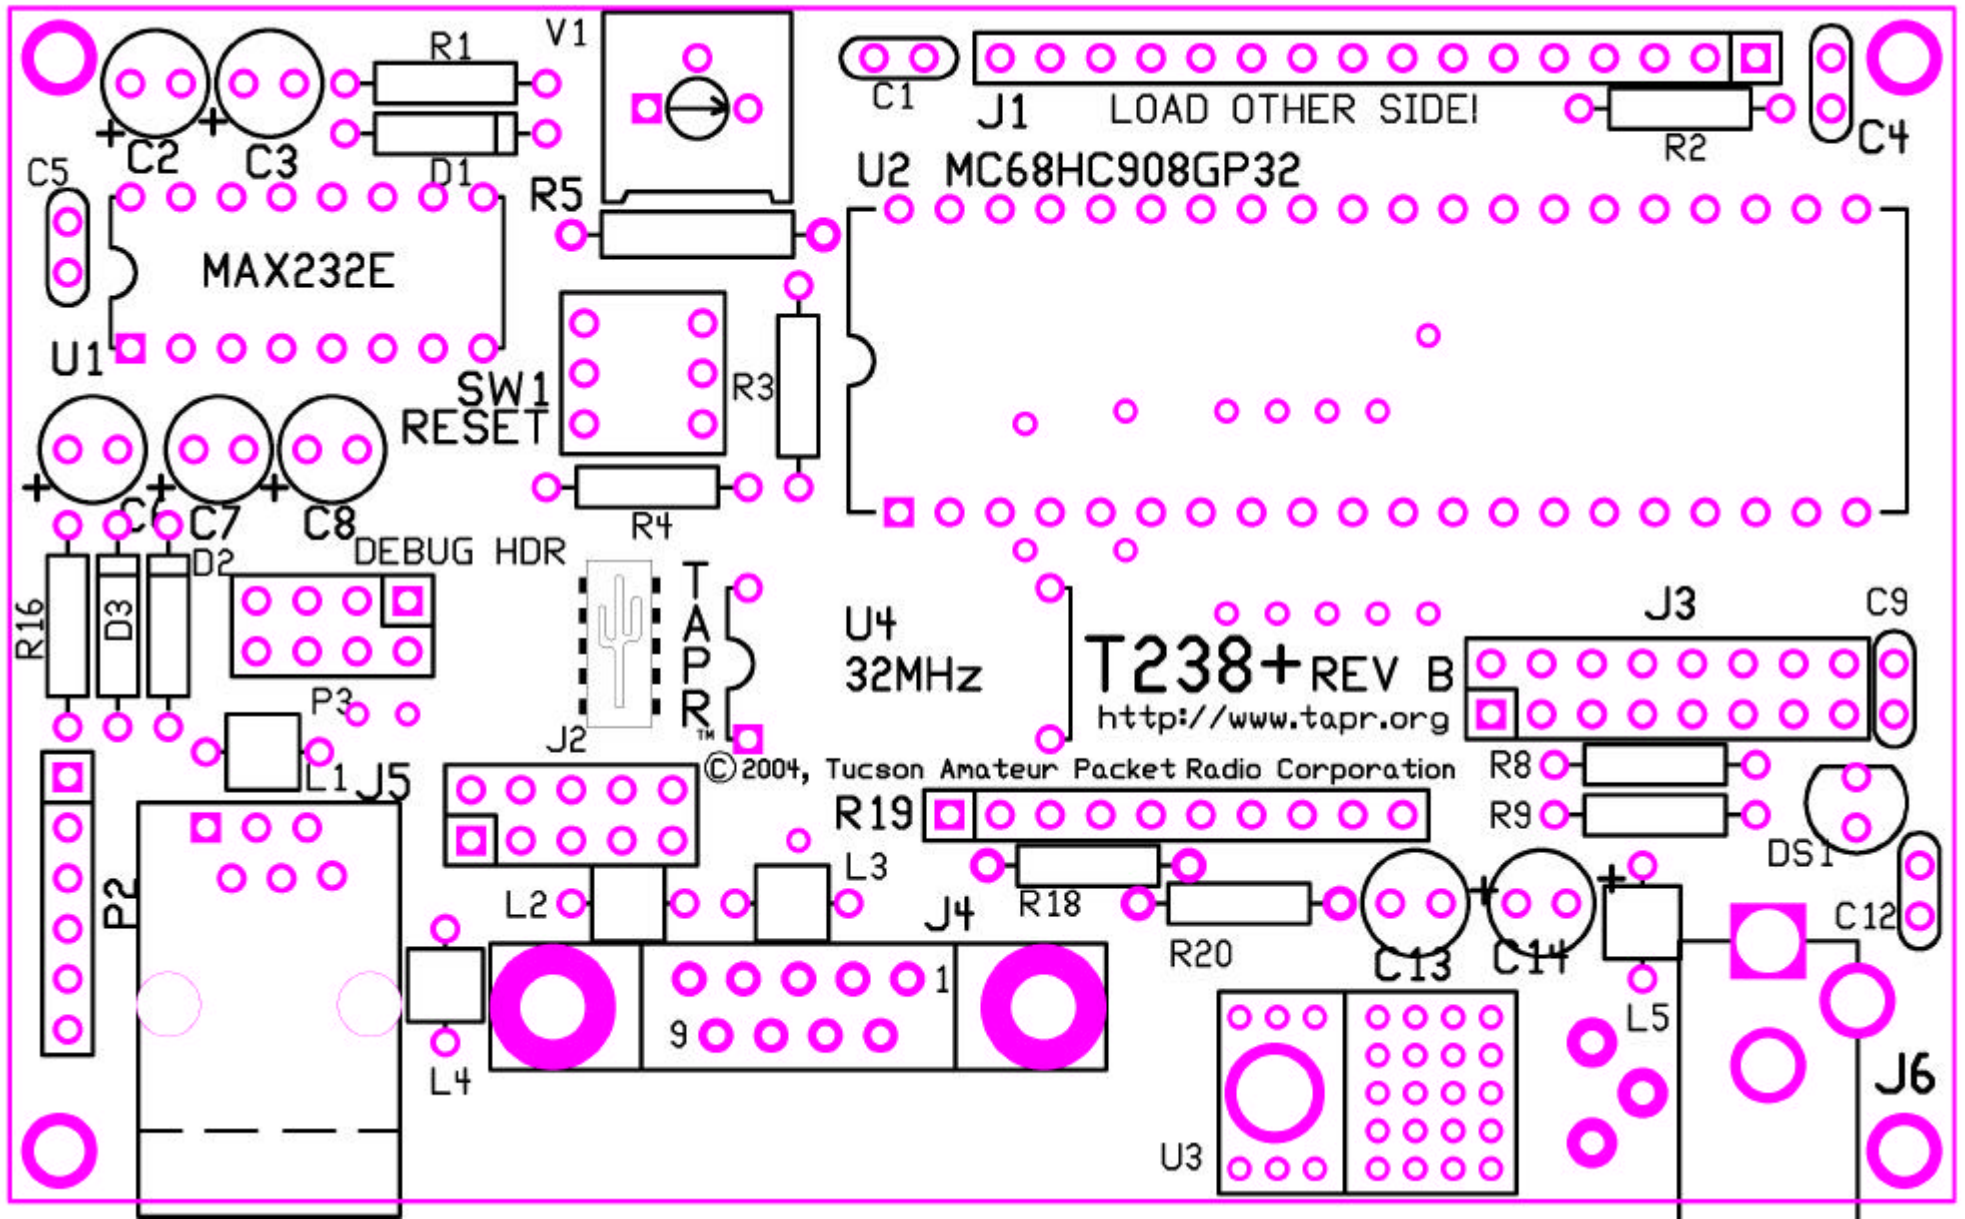 R1
V1
C1
J1
LOAD OTHER SIDE!
R2
C4
+
C2
+
C3
D1
C5
R5
U2 MC68HC908GP32
MAX232E
U1
SW1
RESET
R3
R4
+
C6
+
C7
+
C8
D2
DEBUG HDR
R16
D3
P3
T
A
P
R
TM
U4
32MHz
T238+ REV B
http://www.tapr.org
J3
C9
J2
© 2004, Tucson Amateur Packet Radio Corporation
L1
J5
R8
R9
R19
DS1
L3
P2
L2
R18
J4
R20
+
C13
+
C14
C12
1
9
L4
L5
U3
J6